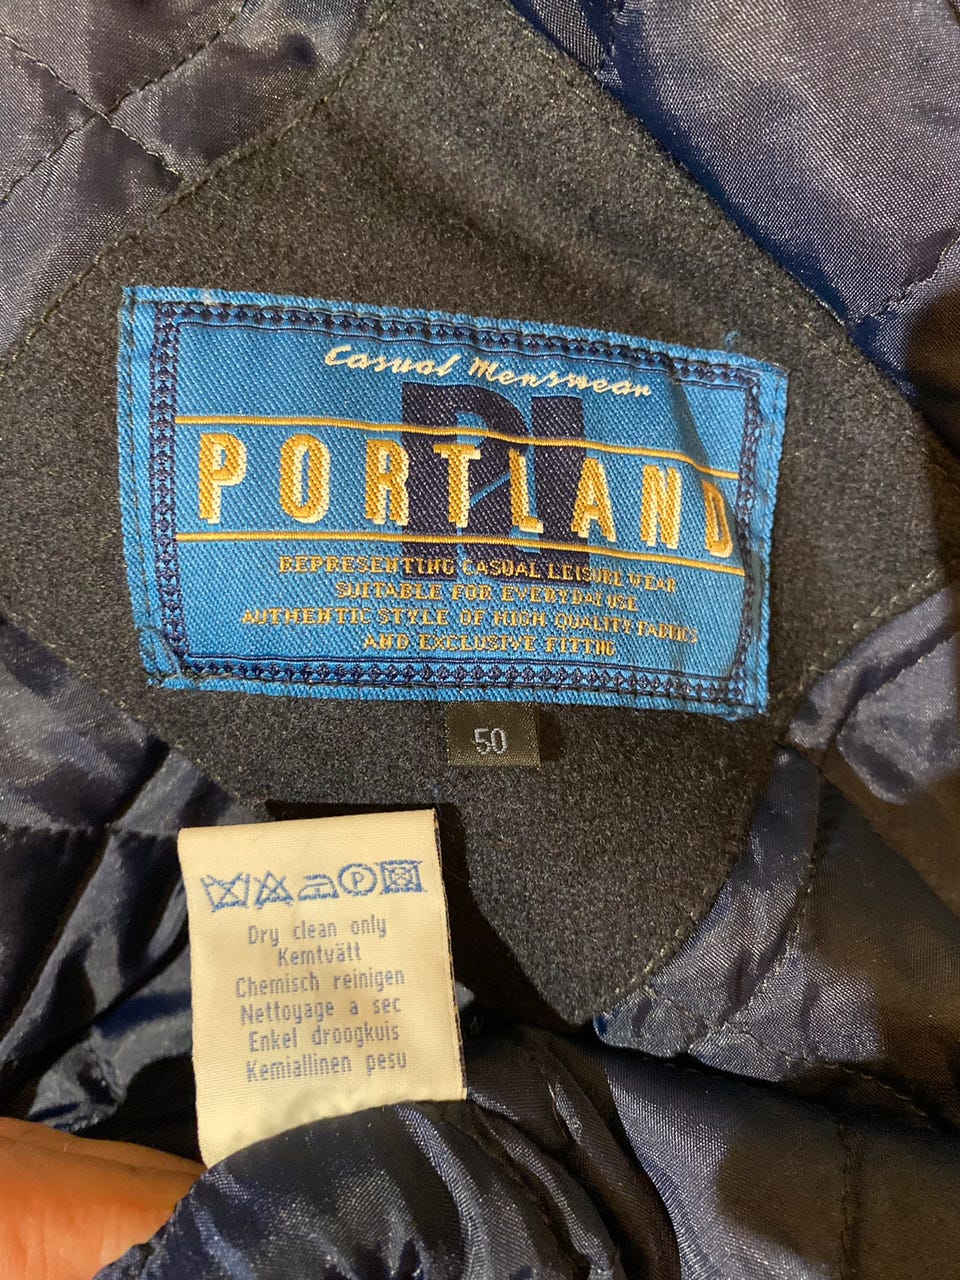 Casual Menswear
PL
PORTLAND
REPRESENTING CASUAL LEISURE WEAR
SUITABLE FOR EVERYDAY USE
AUTHENTIC STYLE OF HIGH QUALITY FABRICS
AND EXCLUSIVE FITTNG
50
P
Dry clean only
Kemtvätt
Chemisch reinigen
Nettoyage a sec
Enkel droogkuis
Kemiallinen pesu